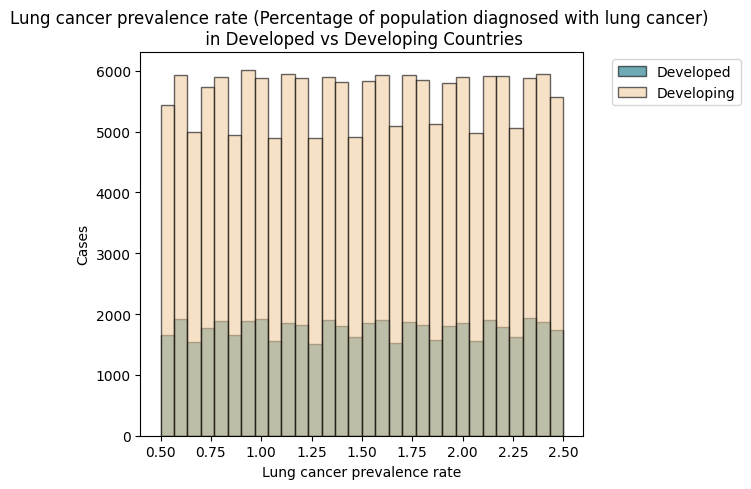 Lung cancer prevalence rate (Percentage of population diagnosed with lung cancer)
in Developed vs Developing Countries
Developed
Developing
6000
5000
4000
3000
2000
1000
0
Cases
0.50 0.75 1.00 1.25 1.50 1.75 2.00 2.25 2.50
Lung cancer prevalence rate